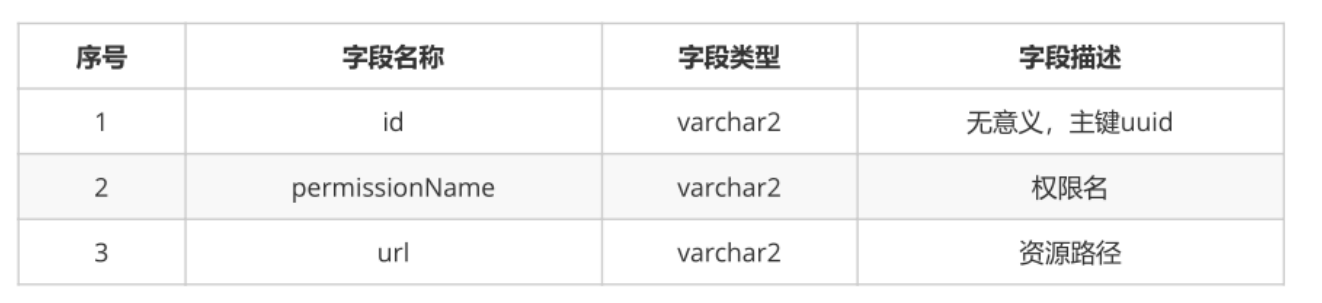 序号 字段名称 字段类型 字段描述
1 id varchar2 无意义，主键uuid
2 permissionName varchar2 权限名
3 url varchar2 资源路径